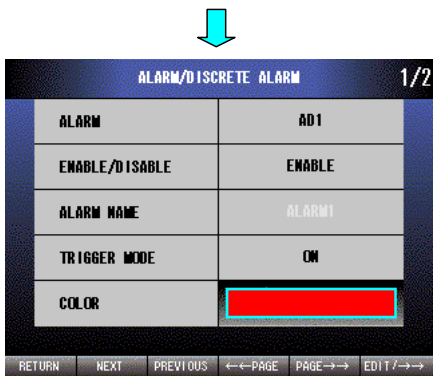 ALARM/DISCRETE ALARM 1/2
ALARM AD1
ENABLE/DISABLE ENABLE
ALARM NAME ALARM1
TRIGGER MODE ON
COLOR
RETURN NEXT PREVIOUS ←←PAGE PAGE→→ EDIT/→→